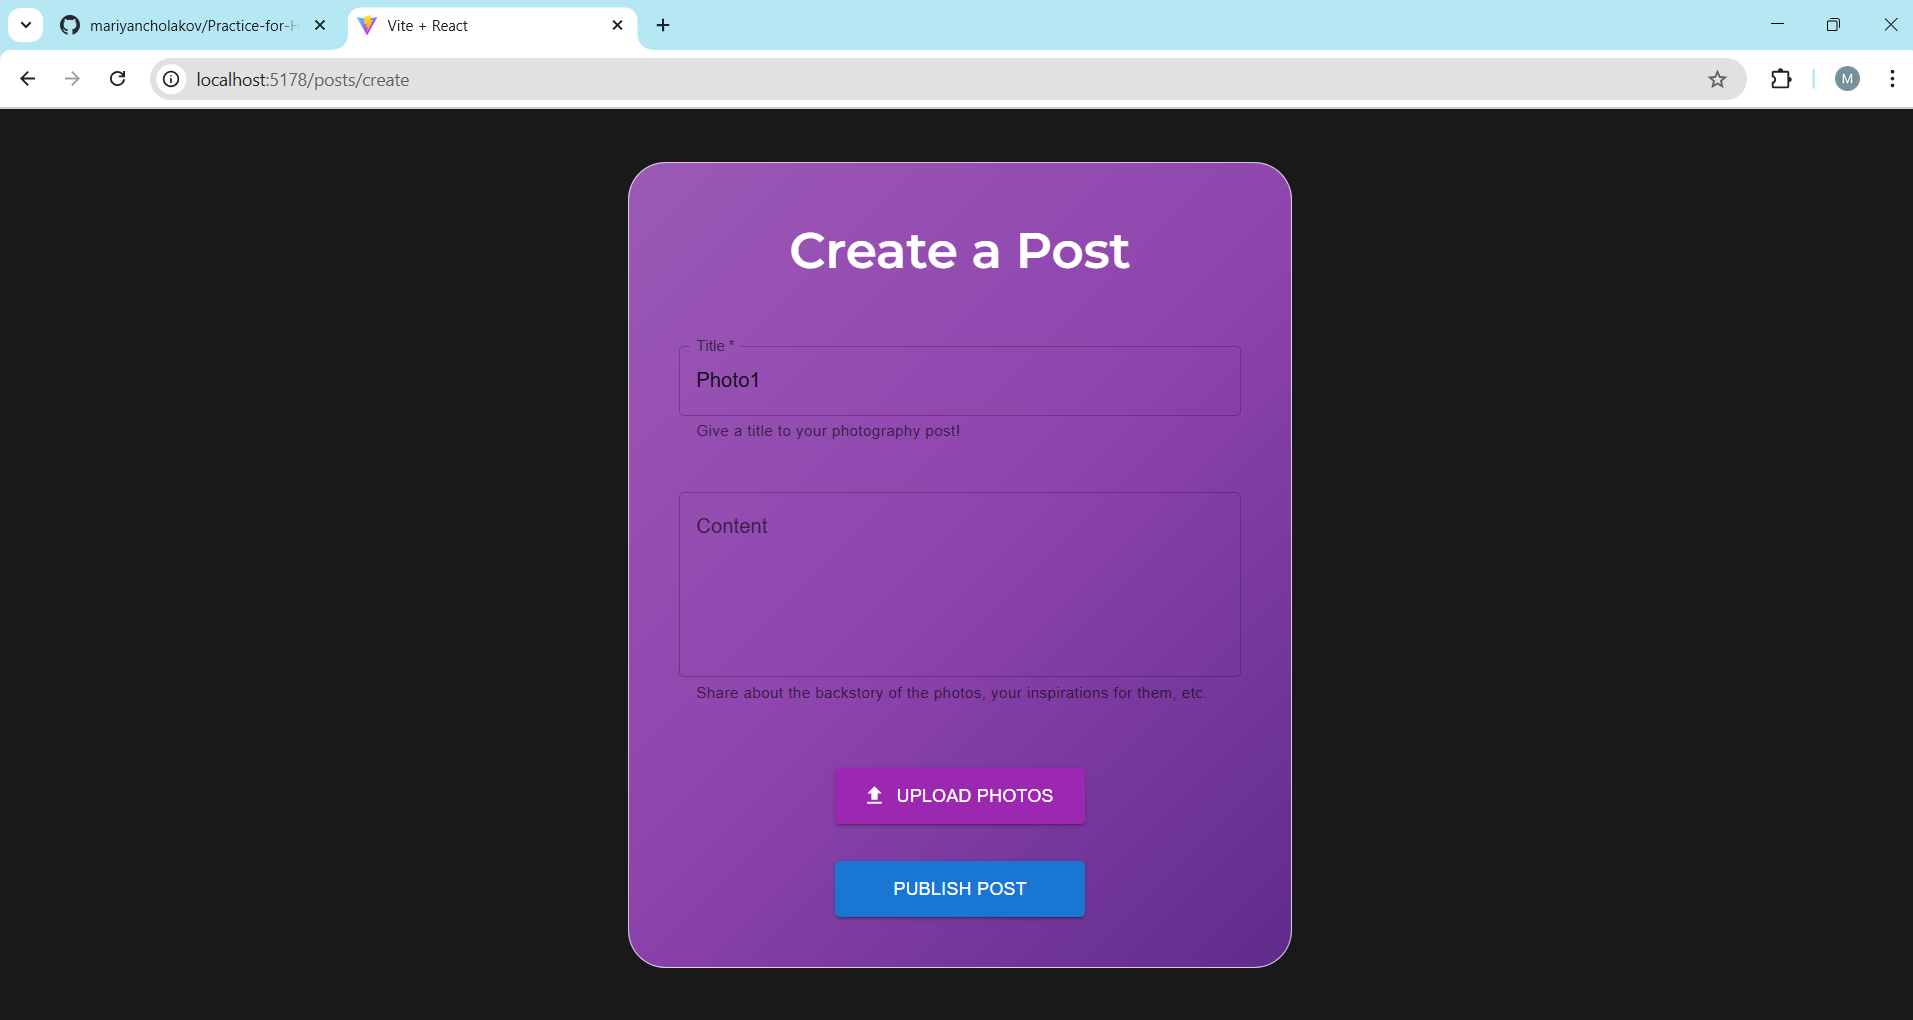 mariyancholakov/Practice-for-H
Vite + React
localhost:5178/posts/create
M
Create a Post
Title *
Photo1
Give a title to your photography post!
Content
Share about the backstory of the photos, your inspirations for them, etc.
UPLOAD PHOTOS
PUBLISH POST